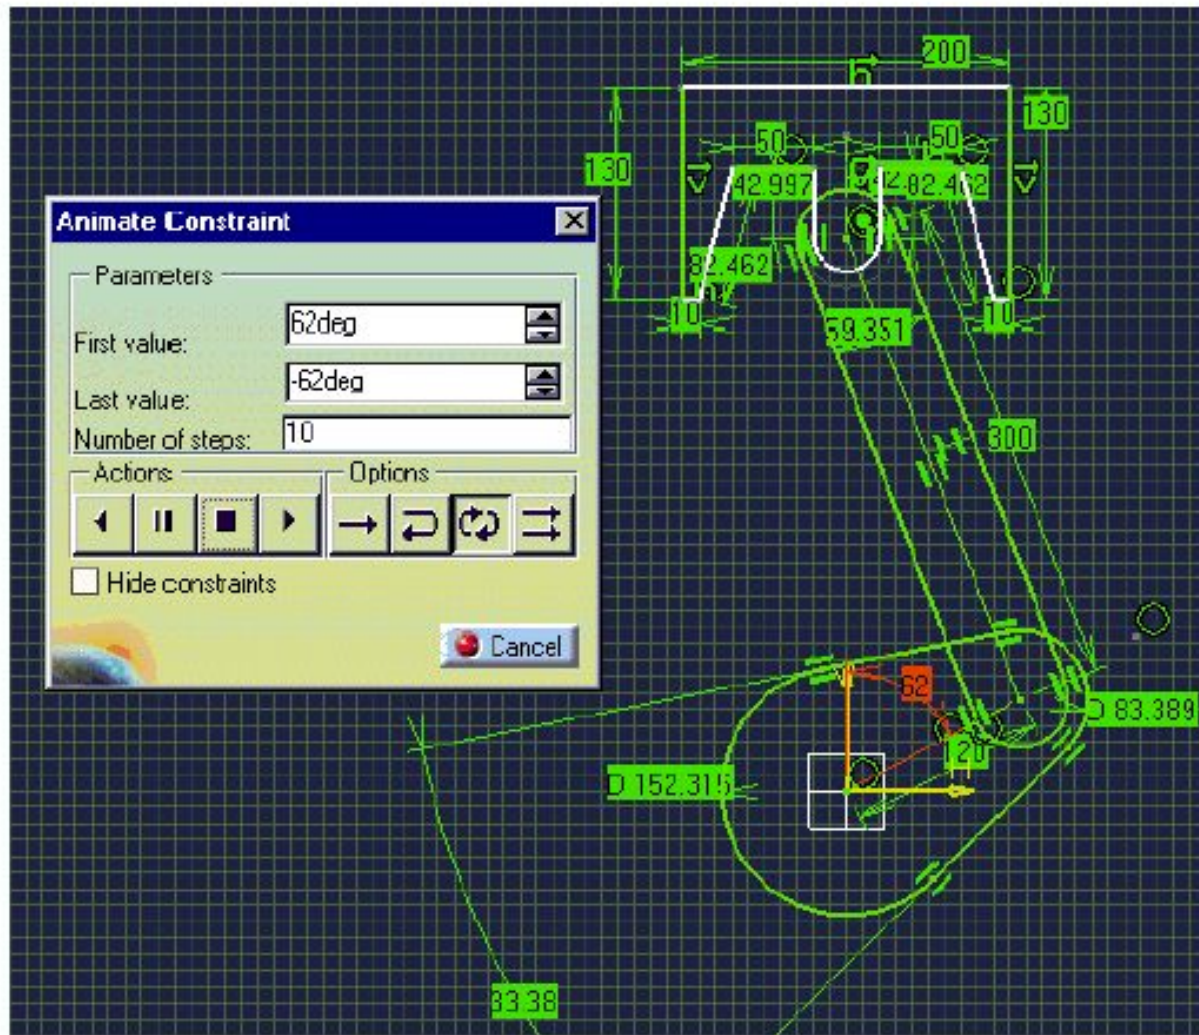 200
130
50
50
130
42.997
82.462
Animate Constraint
82.462
Parameters
10
10
First value:
62deg
59.351
Last value:
-62deg
Number of steps:
10
300
Actions
Options
Hide constraints
Cancel
62
D 83.389
120
H
D 152.315
33.38